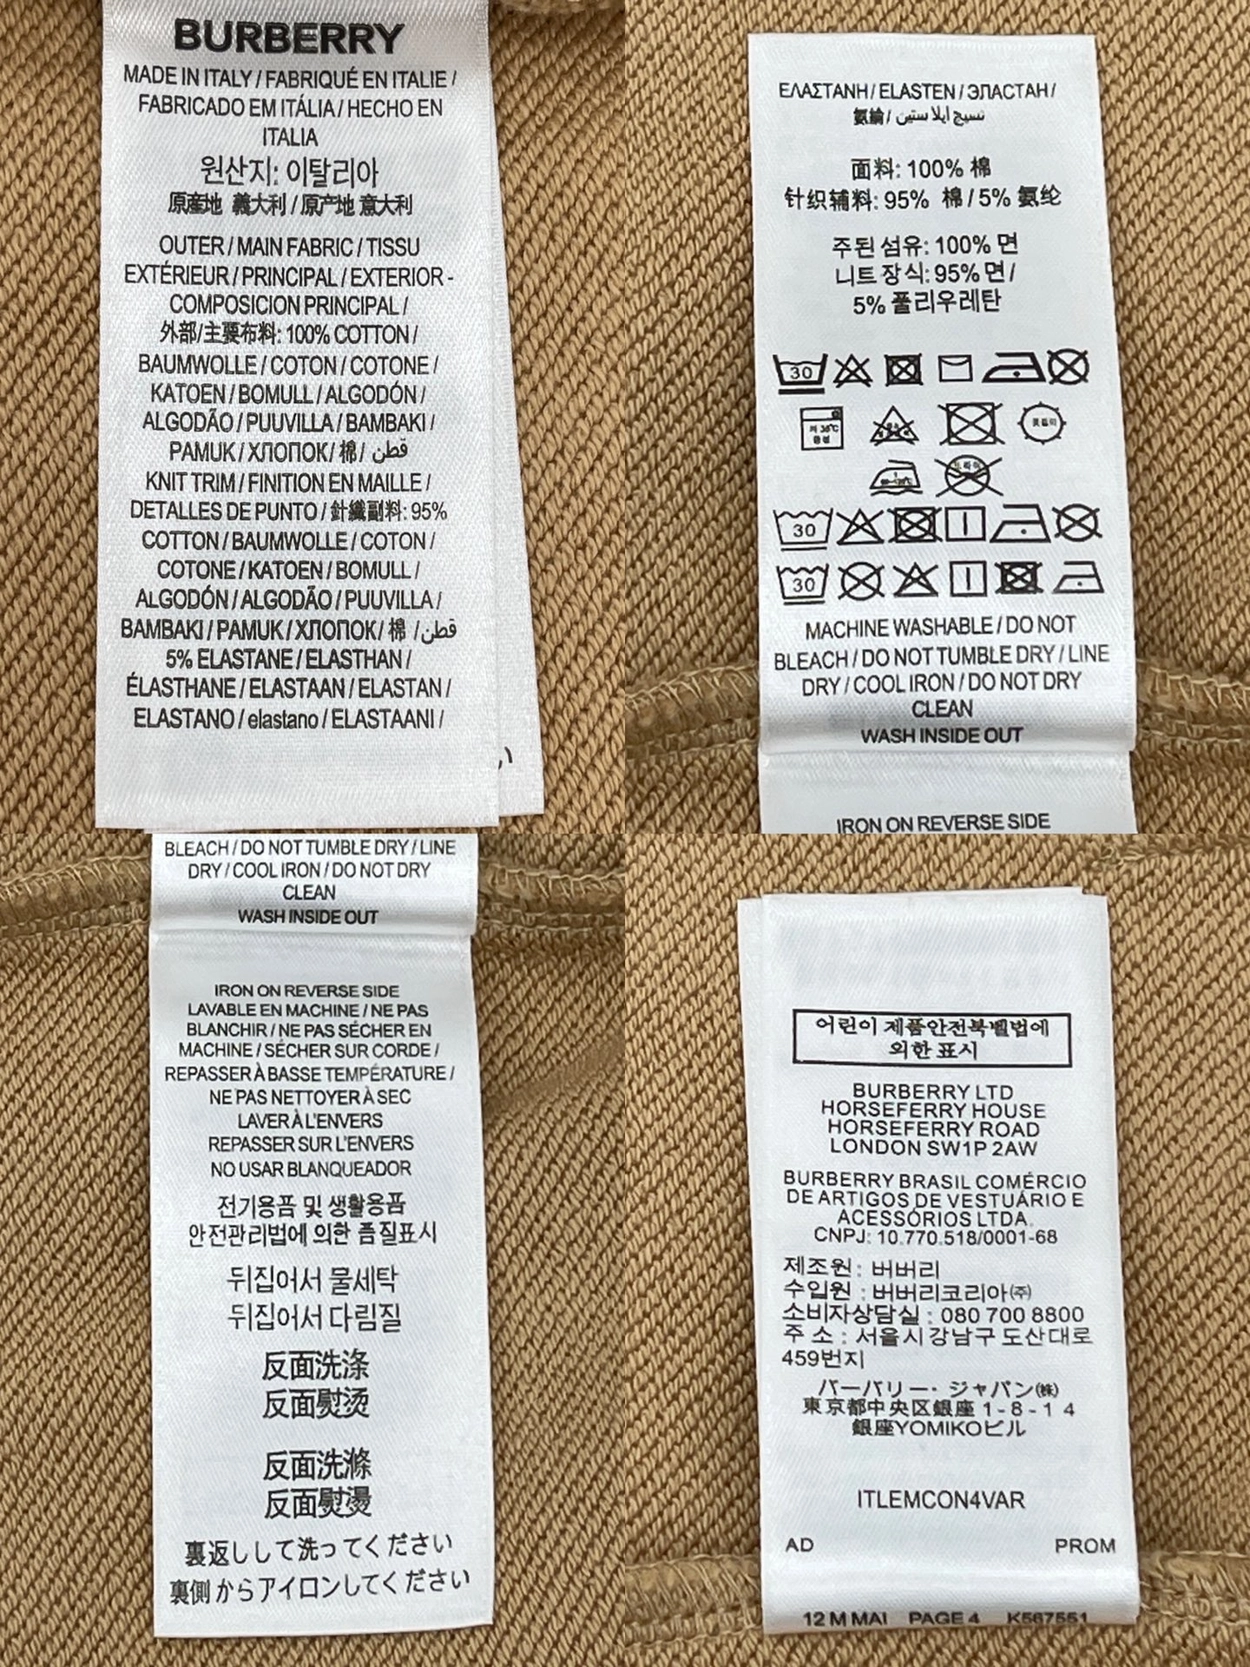 BURBERRY
MADE IN ITALY / FABRIQUÉ EN ITALIE /
FABRICADO EM ITÁLIA / HECHO EN
ITALIA
원산지: 이탈리아
原産地 義大利 / 原产地 意大利
OUTER / MAIN FABRIC / TISSU
EXTÉRIEUR / PRINCIPAL / EXTERIOR -
COMPOSICION PRINCIPAL /
外部/主要布料: 100% COTTON /
BAUMWOLLE / COTON / COTONE /
KATOEN / BOMULL / ALGODÓN /
ALGODÃO / PUUVILLA / BAMBAKI /
PAMUK / ХЛОПОК/ 棉/ قطن
KNIT TRIM / FINITION EN MAILLE /
DETALLES DE PUNTO / 針織副料: 95%
COTTON / BAUMWOLLE / COTON /
COTONE / KATOEN / BOMULL /
ALGODÓN / ALGODÃO / PUUVILLA /
BAMBAKI / PAMUK / ХЛОПОК/ 棉 / قطن
5% ELASTANE / ELASTHAN /
ÉLASTHANE / ELASTAAN / ELASTAN /
ELASTANO / elastano / ELASTAANI /
い
ΕΛΑΣΤΑΝΗ / ELASTEN / ЭЛАСТАН /
氨綸 / نسيج ايلاستين
面料: 100% 棉
针织辅料: 95% 棉 / 5% 氨纶
주된 섬유: 100% 면
니트 장식: 95% 면 /
5% 폴리우레탄
30
약 30℃
중성
30
30
MACHINE WASHABLE / DO NOT
BLEACH / DO NOT TUMBLE DRY / LINE
DRY / COOL IRON / DO NOT DRY
CLEAN
WASH INSIDE OUT
IRON ON REVERSE SIDE
BLEACH / DO NOT TUMBLE DRY / LINE
DRY / COOL IRON / DO NOT DRY
CLEAN
WASH INSIDE OUT
IRON ON REVERSE SIDE
LAVABLE EN MACHINE / NE PAS
BLANCHIR / NE PAS SÉCHER EN
MACHINE / SÉCHER SUR CORDE /
REPASSER À BASSE TEMPÉRATURE /
NE PAS NETTOYER À SEC
LAVER À L'ENVERS
REPASSER SUR L'ENVERS
NO USAR BLANQUEADOR
전기용품 및 생활용품
안전관리법에 의한 품질표시
뒤집어서 물세탁
뒤집어서 다림질
反面洗涤
反面熨烫
反面洗滌
反面熨燙
裏返しして洗ってください
裏側からアイロンしてください
어린이 제품안전특별법에
의한 표시
BURBERRY LTD
HORSEFERRY HOUSE
HORSEFERRY ROAD
LONDON SW1P 2AW
BURBERRY BRASIL COMÉRCIO
DE ARTIGOS DE VESTUÁRIO E
ACESSÓRIOS LTDA.
CNPJ: 10.770.518/0001-68
제조원 : 버버리
수입원 : 버버리코리아㈜
소비자상담실 : 080 700 8800
주 소 : 서울시 강남구 도산대로
459번지
バーバリー・ジャパン㈱
東京都中央区銀座 1 - 8 - 1 4
銀座YOMIKOビル
ITLEMCON4VAR
AD PROM
12 M MAI PAGE 4 K567551